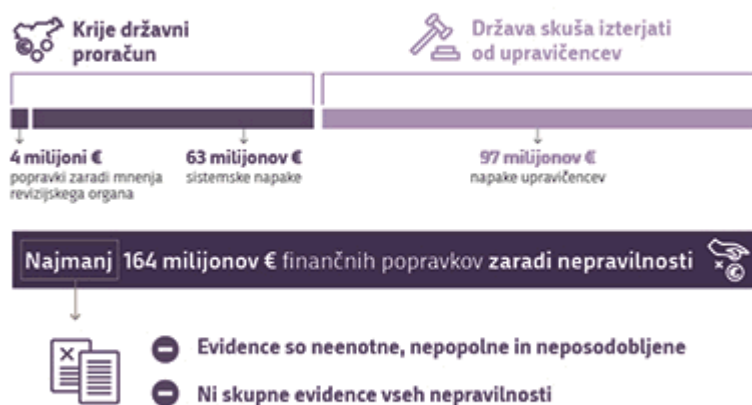 Krije državni
proračun
Država skuša izterjati
od upravičencev
4 milijoni €
popravki zaradi mnenja
revizijskega organa
63 milijonov €
sistemske napake
97 milijonov €
napake upravičencev
Najmanj 164 milijonov € finančnih popravkov zaradi nepravilnosti
Evidence so neenotne, nepopolne in neposodobljene
Ni skupne evidence vseh nepravilnosti